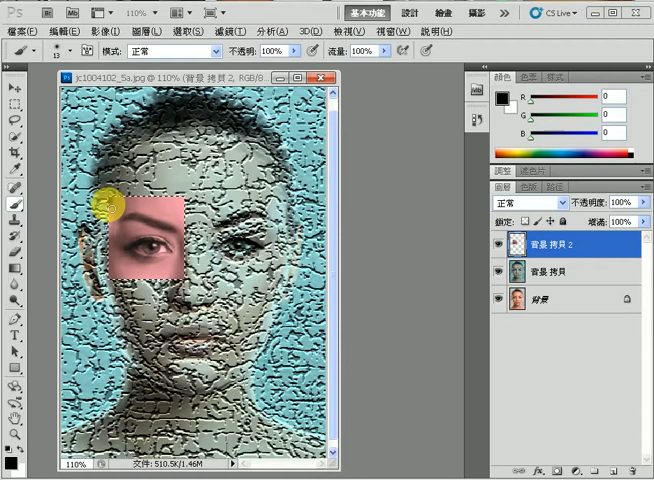 Ps
Br
Mb
110%
基本功能
設計
繪畫
攝影
CS Live
檔案(F)
編輯(E)
影像(I)
圖層(L)
選取(S)
濾鏡(T)
分析(A)
3D(D)
檢視(V)
視窗(W)
說明(H)
13
模式:
正常
不透明:
100%
流量:
100%
jc1004102_5a.jpg @ 110% (背景 拷貝 2, RGB/8...
Mb
顏色
色票
樣式
R
0
G
0
B
0
調整
遮色片
圖層
色版
路徑
正常
不透明度:
100%
鎖定:
填滿:
100%
背景 拷貝 2
背景 拷貝
背景
110%
文件: 510.5K/1.46M